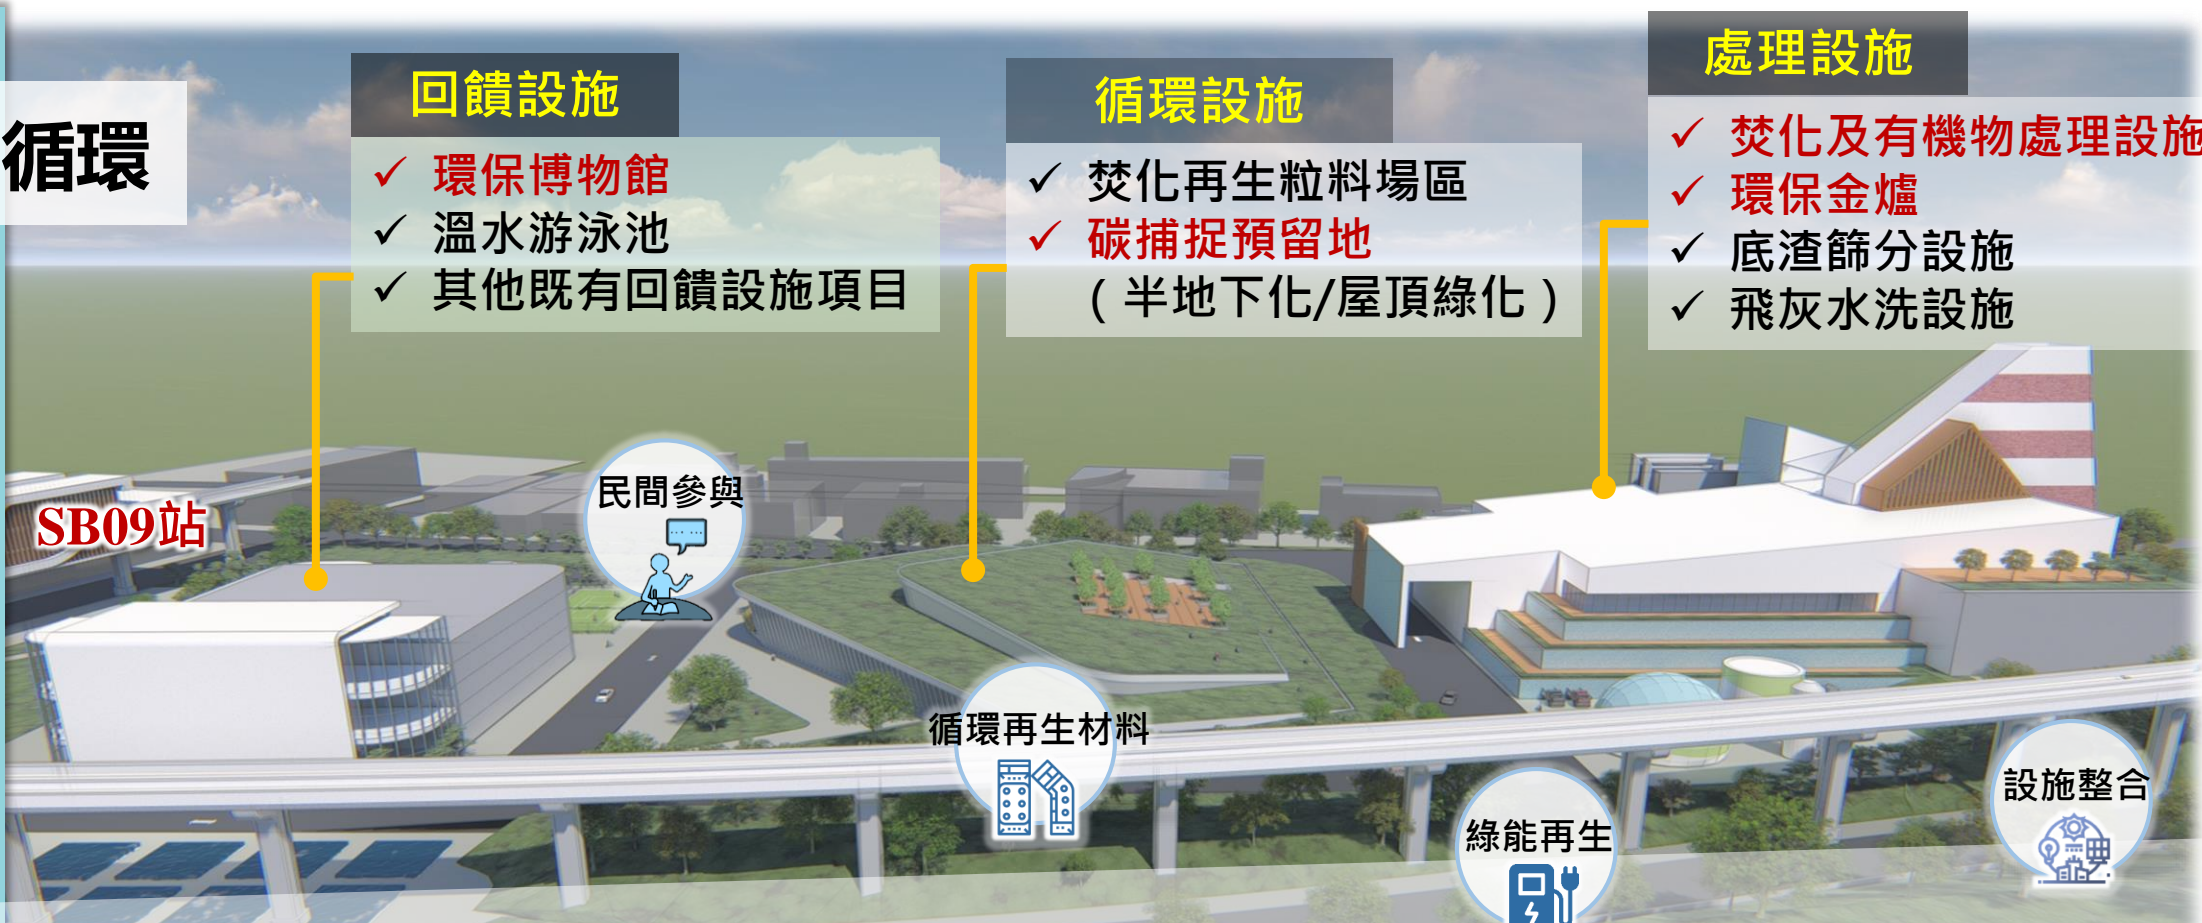 循環
回饋設施
✓ 環保博物館
✓ 溫水游泳池
✓ 其他既有回饋設施項目
循環設施
✓ 焚化再生粒料場區
✓ 碳捕捉預留地
（半地下化/屋頂綠化）
處理設施
✓ 焚化及有機物處理設施
✓ 環保金爐
✓ 底渣篩分設施
✓ 飛灰水洗設施
SB09站
民間參與
循環再生材料
綠能再生
設施整合